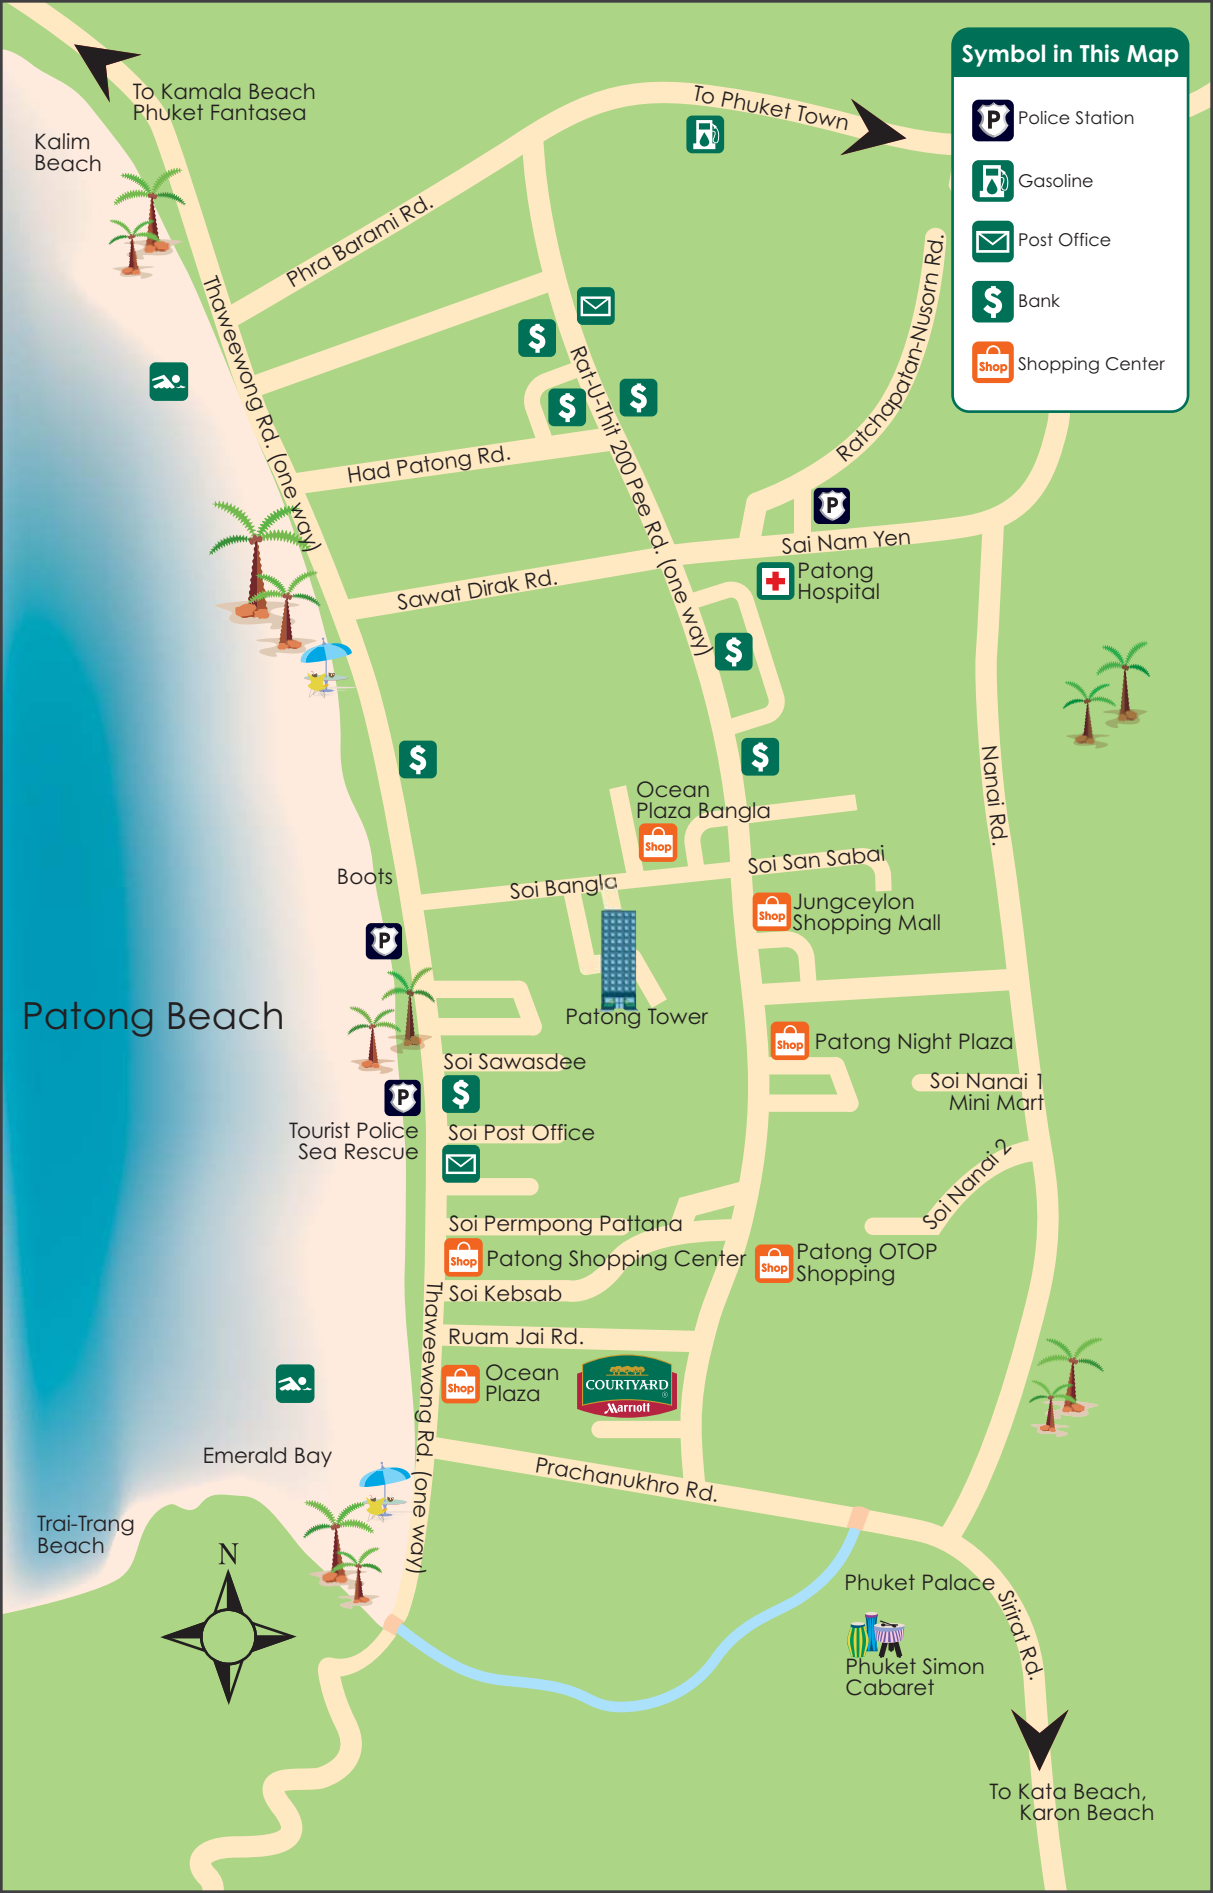 Symbol in This Map
P
Police Station
Gasoline
Post Office
$
Bank
Shop
Shopping Center
To Kamala Beach
Phuket Fantasea
To Phuket Town
Kalim
Beach
Phra Barami Rd.
Thaweewong Rd. (one way)
$
Rat-U-Thit 200 Pee Rd. (one way)
$
$
Ratchapatan-Nusorn Rd.
Had Patong Rd.
P
Sai Nam Yen
Patong
Hospital
Sawat Dirak Rd.
$
$
$
Nanai Rd.
Ocean
Plaza Bangla
Shop
Soi San Sabai
Boots
Soi Bangla
Shop
Jungceylon
Shopping Mall
P
Patong Beach
Patong Tower
Shop
Patong Night Plaza
Soi Sawasdee
Soi Nanai 1
Mini Mart
P
$
Tourist Police
Sea Rescue
Soi Post Office
Soi Nanai 2
Soi Permpong Pattana
Shop
Patong Shopping Center
Shop
Patong OTOP
Shopping
Soi Kebsab
Thaweewong Rd. (one way)
Ruam Jai Rd.
Shop
Ocean
Plaza
COURTYARD
®
Marriott
Emerald Bay
Prachanukhro Rd.
Trai-Trang
Beach
N
Phuket Palace
Sirirat Rd.
Phuket Simon
Cabaret
To Kata Beach,
Karon Beach